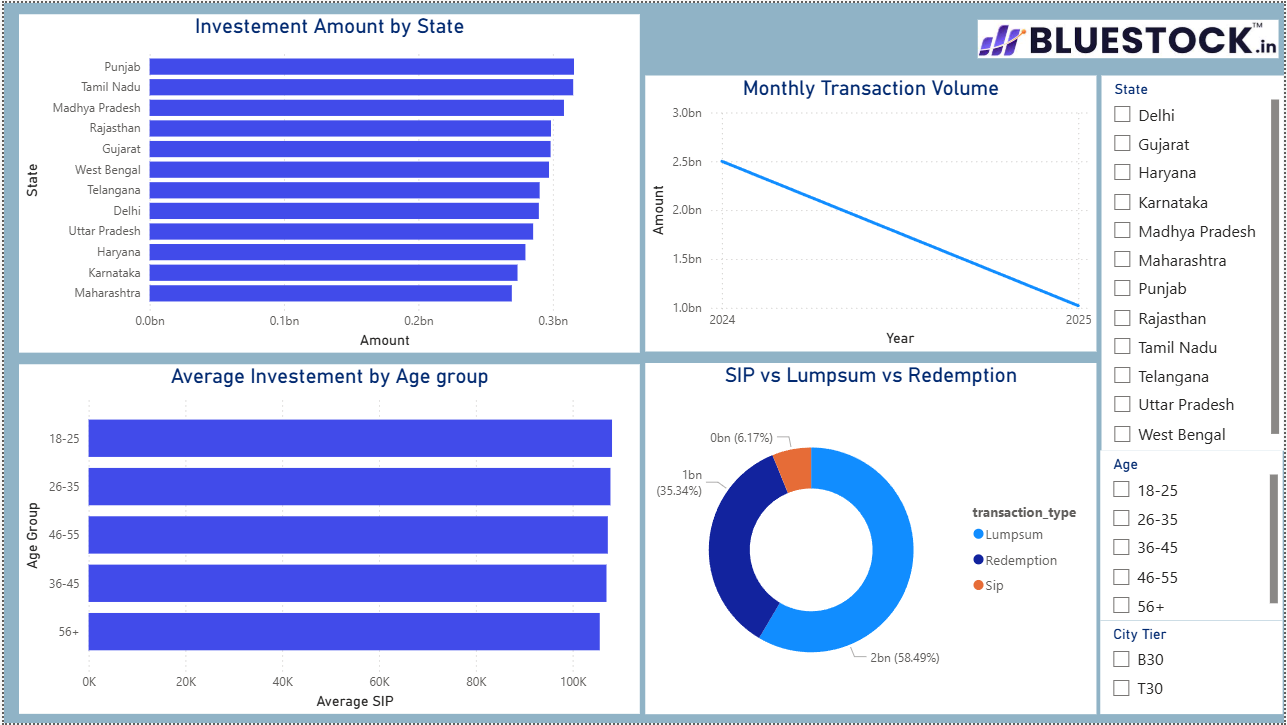 Investement Amount by State
State
Punjab
Tamil Nadu
Madhya Pradesh
Rajasthan
Gujarat
West Bengal
Telangana
Delhi
Uttar Pradesh
Haryana
Karnataka
Maharashtra
0.0bn 0.1bn 0.2bn 0.3bn
Amount
BLUESTOCK.in™
Monthly Transaction Volume
Amount
3.0bn
2.5bn
2.0bn
1.5bn
1.0bn
2024 2025
Year
State
Delhi
Gujarat
Haryana
Karnataka
Madhya Pradesh
Maharashtra
Punjab
Rajasthan
Tamil Nadu
Telangana
Uttar Pradesh
West Bengal
Average Investement by Age group
Age Group
18-25
26-35
46-55
36-45
56+
0K 20K 40K 60K 80K 100K
Average SIP
SIP vs Lumpsum vs Redemption
0bn (6.17%)
1bn
(35.34%)
2bn (58.49%)
transaction_type
Lumpsum
Redemption
Sip
Age
18-25
26-35
36-45
46-55
56+
City Tier
B30
T30